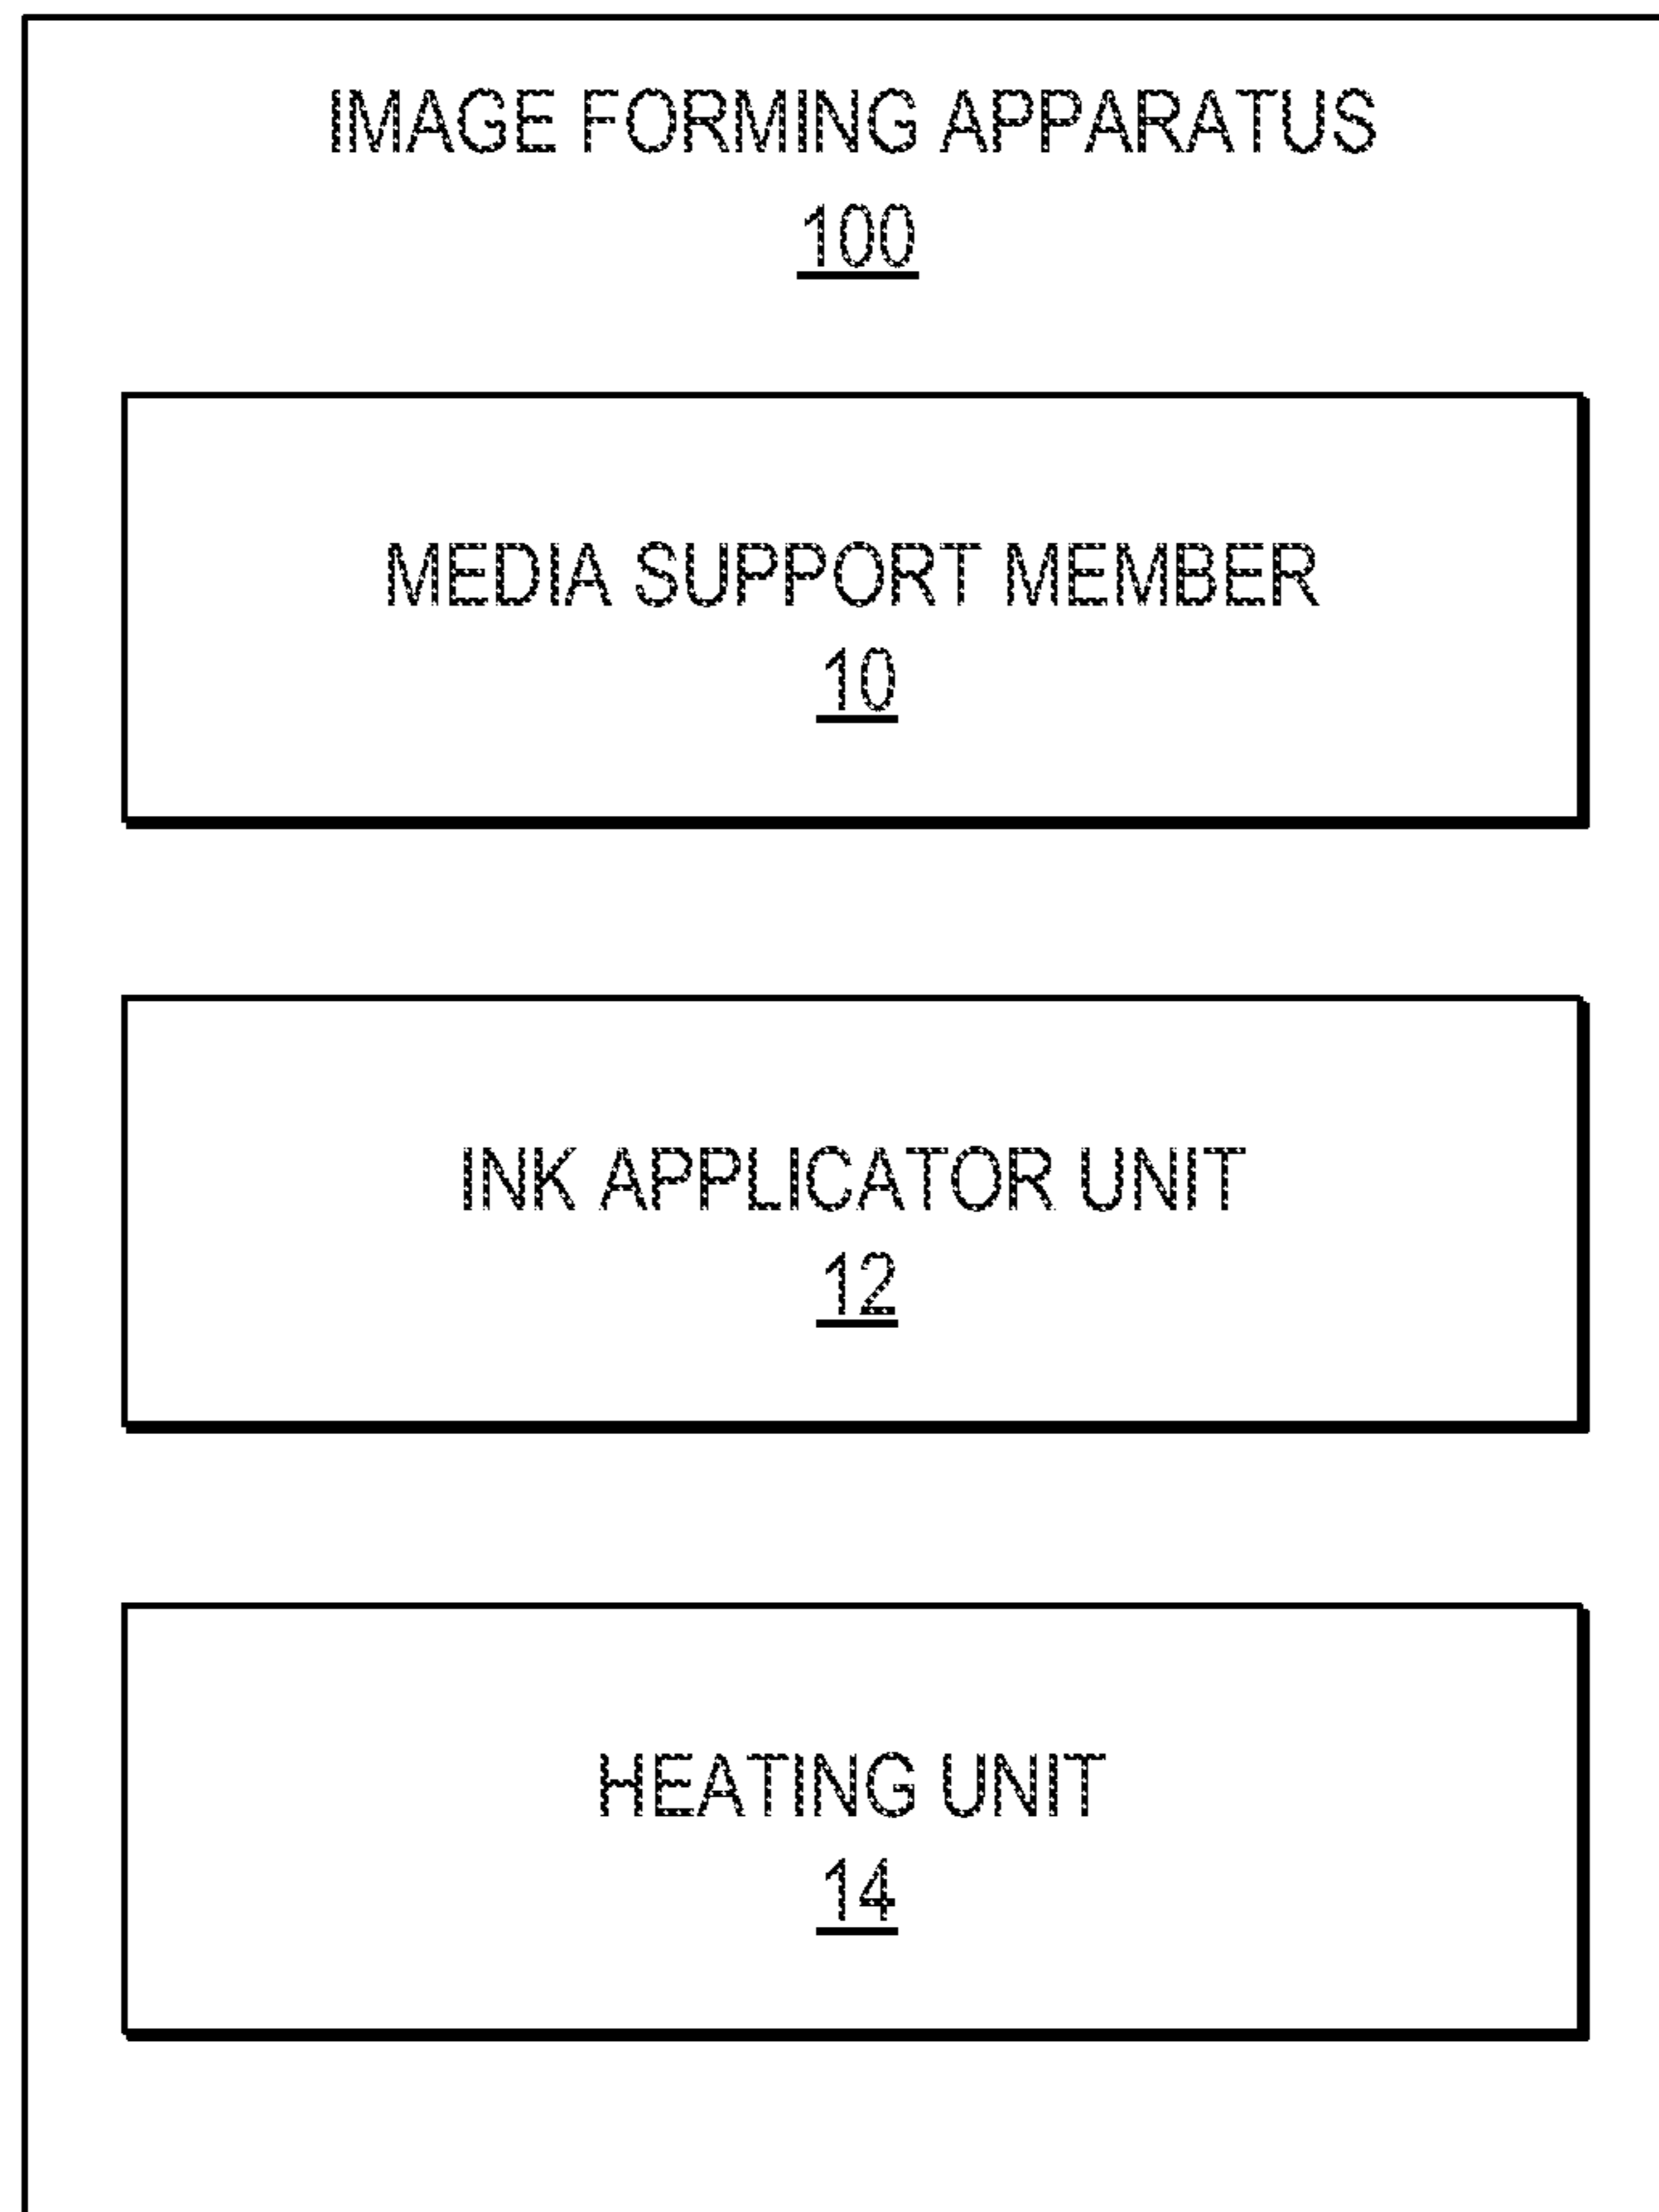 IMAGE FORMING APPARATUS
100
MEDIA SUPPORT MEMBER
10
INK APPLICATOR UNIT
12
HEATING UNIT
14